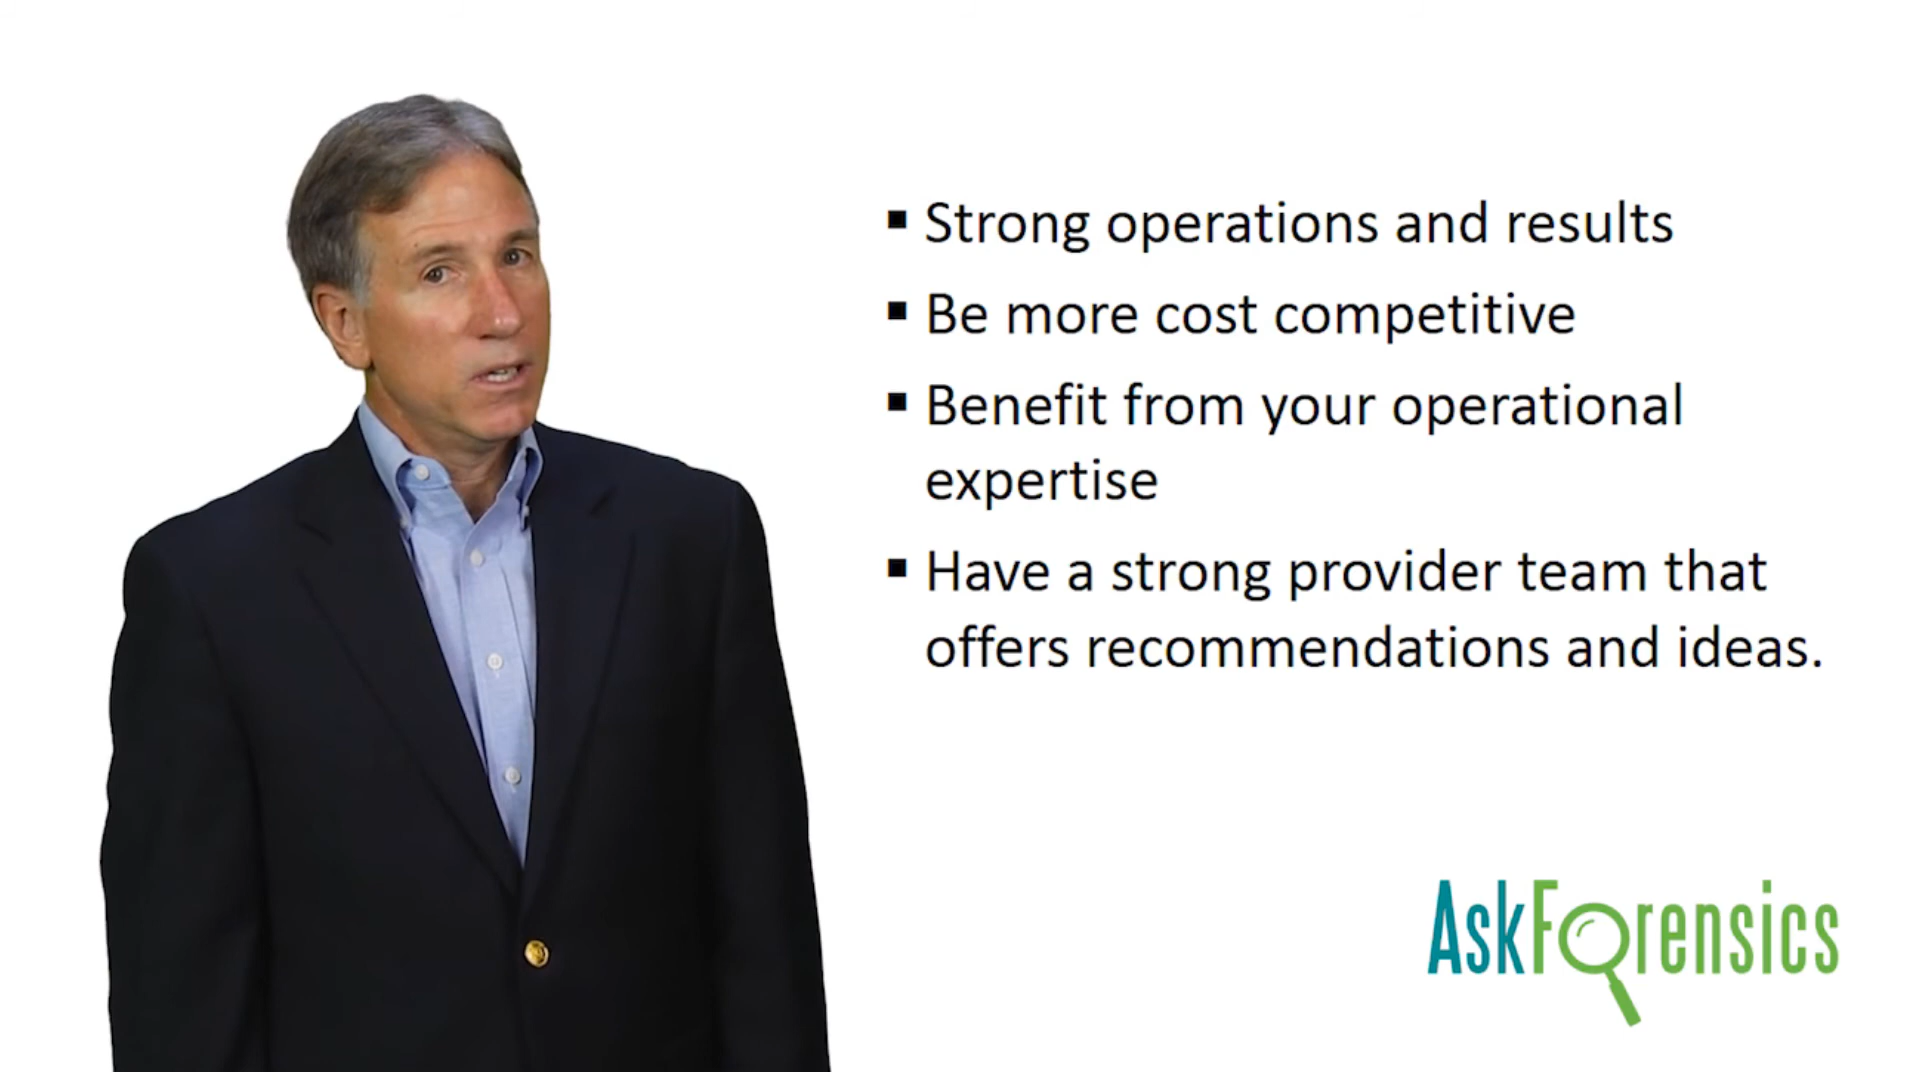 ▪ Strong operations and results
▪ Be more cost competitive
▪ Benefit from your operational
expertise
▪ Have a strong provider team that
offers recommendations and ideas.
AskForensics